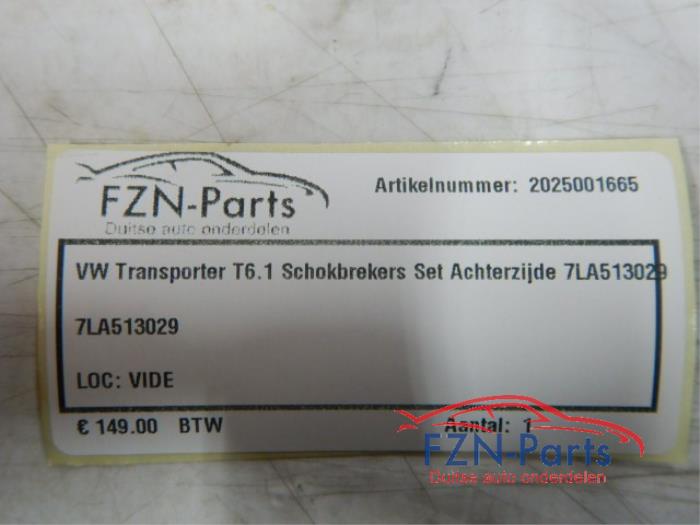 FZN-Parts
Duitse auto onderdelen
Artikelnummer: 2025001665
VW Transporter T6.1 Schokbrekers Set Achterzijde 7LA513029
7LA513029
LOC: VIDE
€ 149.00 BTW
Aantal: 1
FZN-Parts
Duitse auto onderdelen